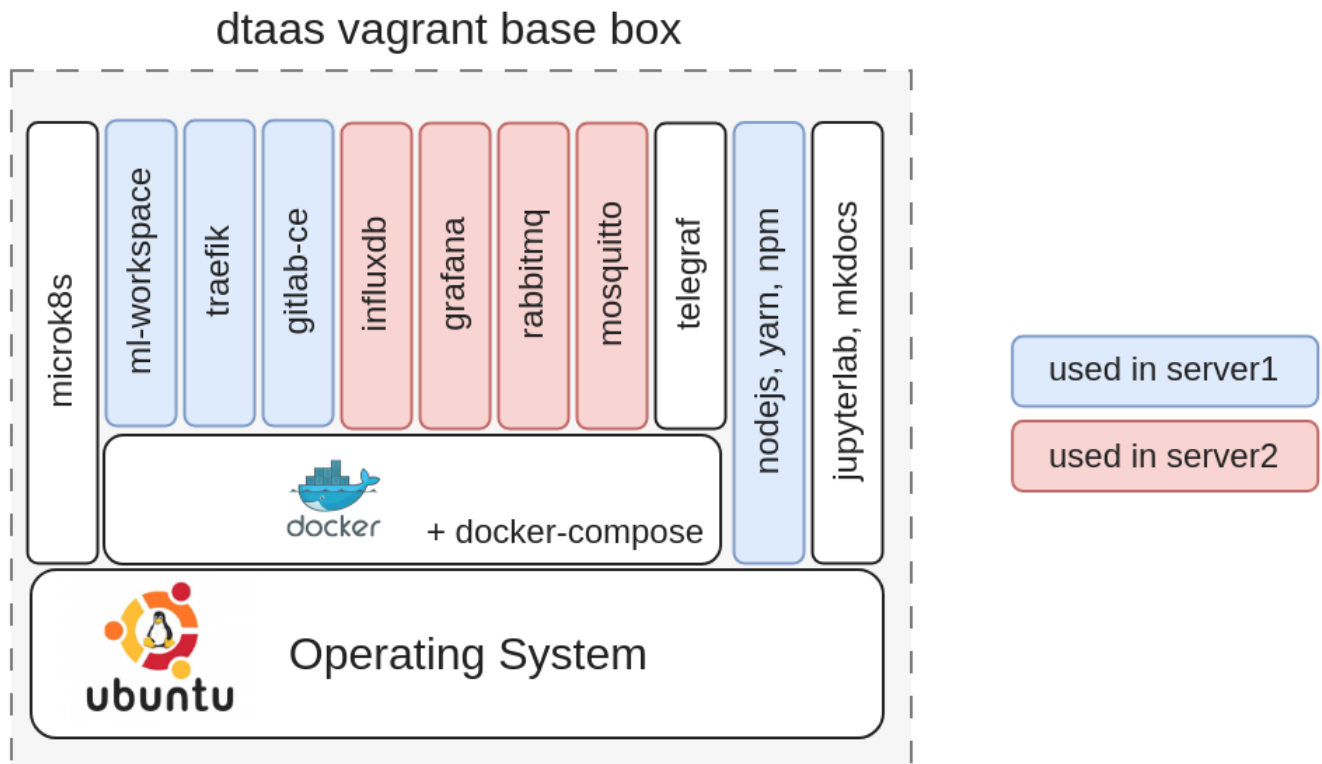 dtaas vagrant base box
microk8s
ml-workspace
traefik
gitlab-ce
influxdb
grafana
rabbitmq
mosquitto
telegraf
nodejs, yarn, npm
jupyterlab, mkdocs
docker
+ docker-compose
ubuntu
Operating System
used in server1
used in server2